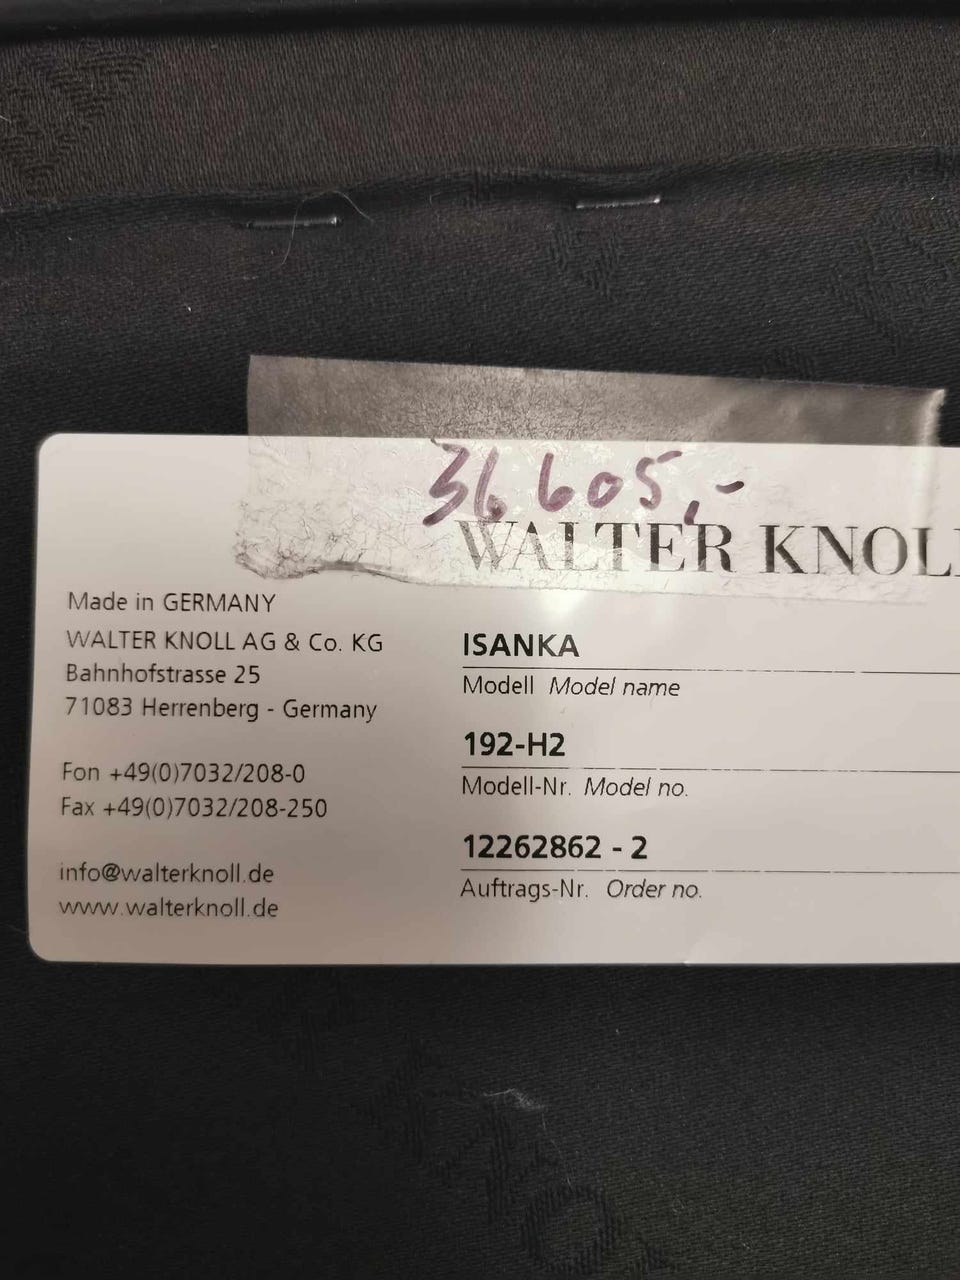 36 605,-
WALTER KNOLL
Made in GERMANY
WALTER KNOLL AG & Co. KG
Bahnhofstrasse 25
71083 Herrenberg - Germany
Fon +49(0)7032/208-0
Fax +49(0)7032/208-250
info@walterknoll.de
www.walterknoll.de
ISANKA
Modell Model name
192-H2
Modell-Nr. Model no.
12262862 - 2
Auftrags-Nr. Order no.